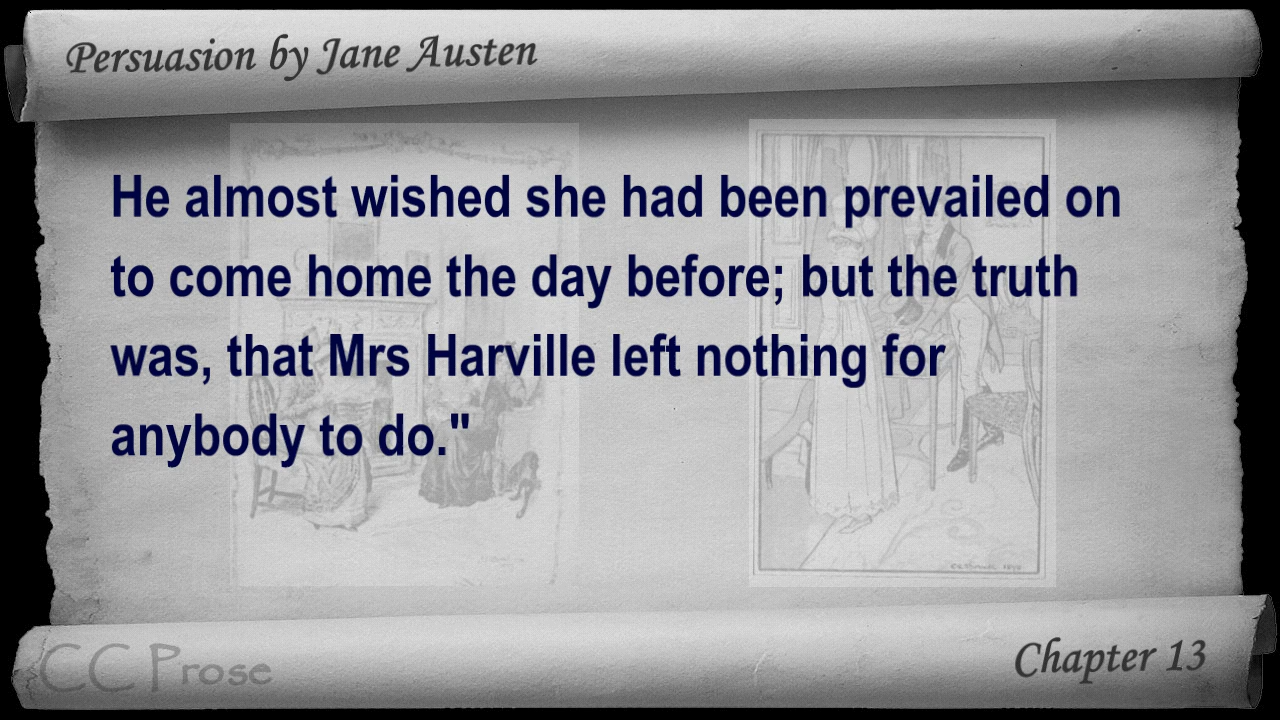 Persuasion by Jane Austen
He almost wished she had been prevailed on
to come home the day before; but the truth
was, that Mrs Harville left nothing for
anybody to do."
CC Prose
Chapter 13